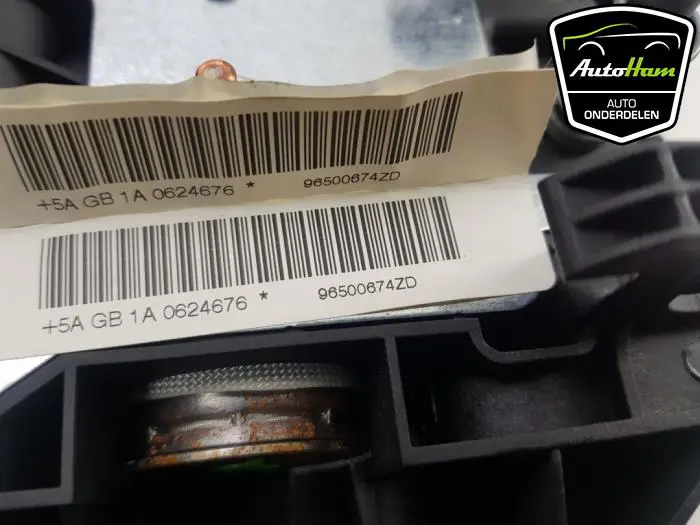 AutoHam
AUTO
ONDERDELEN
+5A GB 1A 0624676 * 96500674ZD
+5A GB 1A 0624676 * 96500674ZD